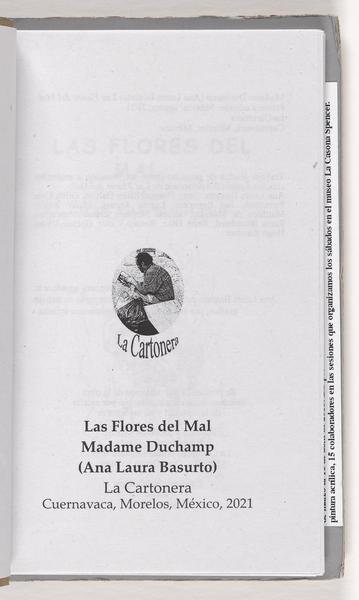 La Cartonera
Las Flores del Mal
Madame Duchamp
(Ana Laura Basurto)
La Cartonera
Cuernavaca, Morelos, México, 2021
pintura acrílica, 15 colaboradores en las sesiones que organizamos los sábados en el museo La Casona Spencer.